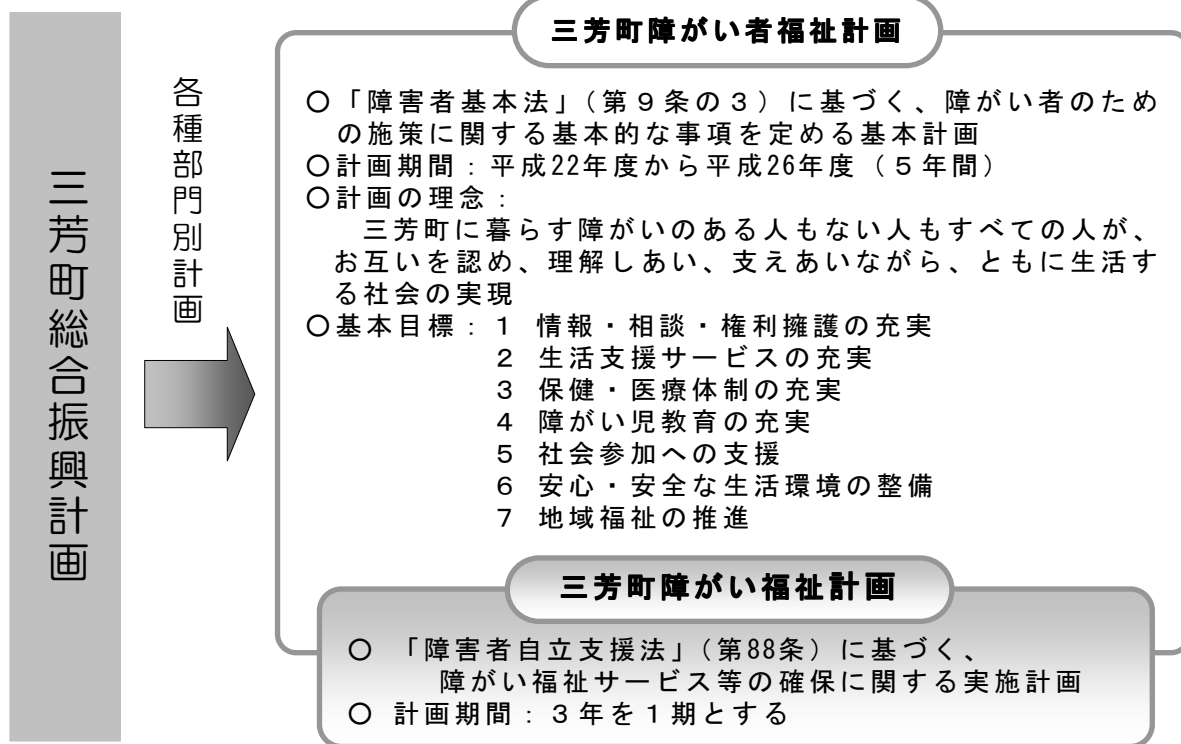 三芳町総合振興計画
各種部門別計画
三芳町障がい者福祉計画
○「障害者基本法」（第９条の３）に基づく、障がい者のため
の施策に関する基本的な事項を定める基本計画
○計画期間：平成22年度から平成26年度（５年間）
○計画の理念：
三芳町に暮らす障がいのある人もない人もすべての人が、
お互いを認め、理解しあい、支えあいながら、ともに生活す
る社会の実現
○基本目標：１ 情報・相談・権利擁護の充実
２ 生活支援サービスの充実
３ 保健・医療体制の充実
４ 障がい児教育の充実
５ 社会参加への支援
６ 安心・安全な生活環境の整備
７ 地域福祉の推進
三芳町障がい福祉計画
○ 「障害者自立支援法」（第88条）に基づく、
障がい福祉サービス等の確保に関する実施計画
○ 計画期間：３年を１期とする